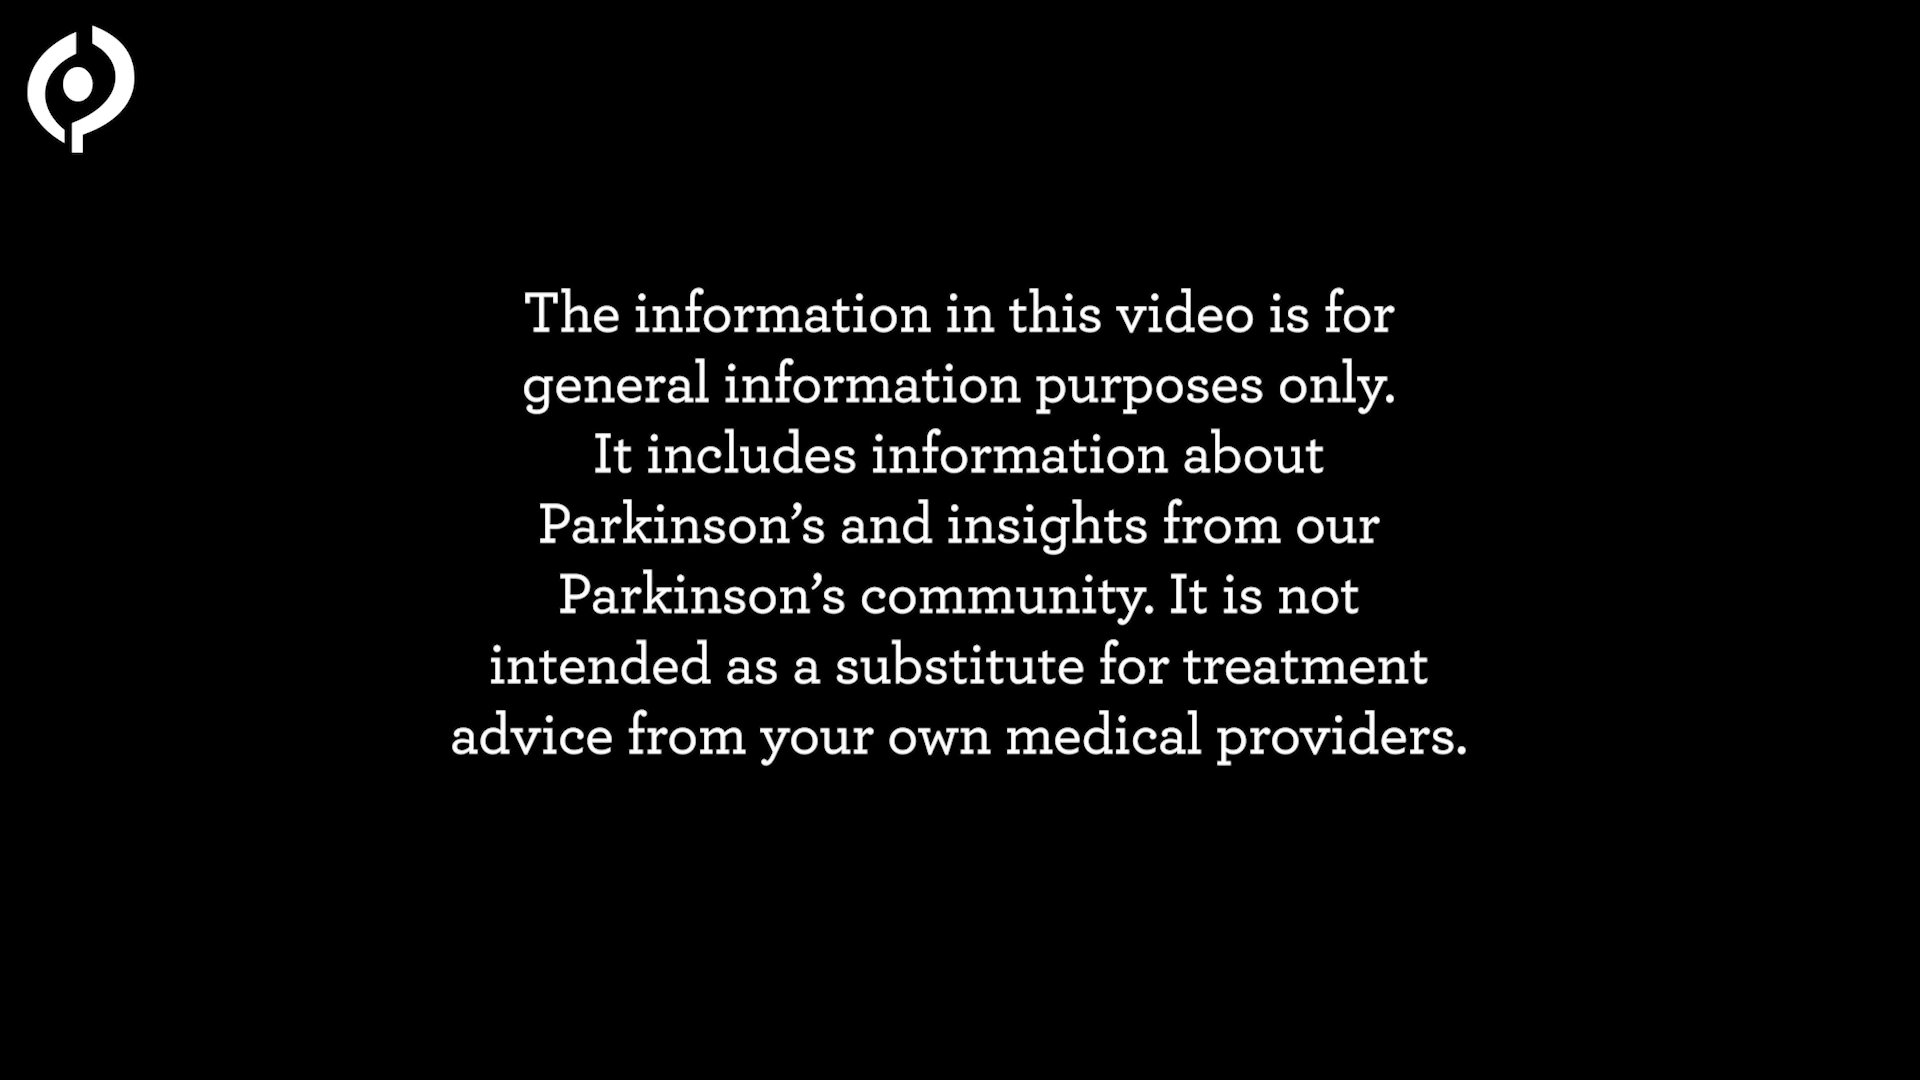 The information in this video is for
general information purposes only.
It includes information about
Parkinson’s and insights from our
Parkinson’s community. It is not
intended as a substitute for treatment
advice from your own medical providers.